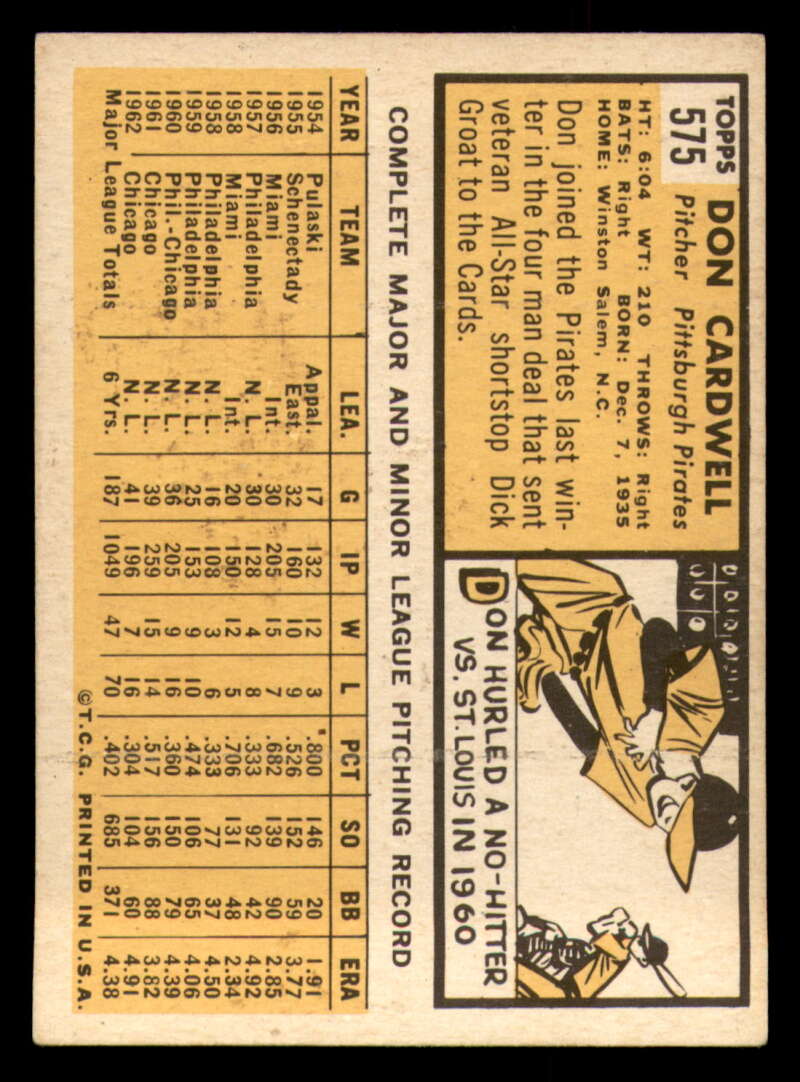 TOPPS
575
DON CARDWELL
Pitcher Pittsburgh Pirates
HT: 6:04 WT: 210 THROWS: Right
BATS: Right BORN: Dec. 7, 1935
HOME: Winston Salem, N.C.
Don joined the Pirates last win-
ter in the four man deal that sent
veteran All-Star shortstop Dick
Groat to the Cards.
DON HURLED A NO-HITTER
VS. ST. LOUIS IN 1960
COMPLETE MAJOR AND MINOR LEAGUE PITCHING RECORD
YEAR TEAM LEA. G IP W L PCT SO BB ERA
1954 Pulaski Appal. 17 132 12 3 .800 146 20 1.91
1955 Schenectady East. 32 160 10 9 .526 152 59 3.77
1956 Miami Int. 30 205 15 7 .682 139 90 2.85
1957 Philadelphia N. L. 30 128 4 8 .333 92 42 4.92
1958 Miami Int. 20 150 12 5 .706 131 48 2.34
1958 Philadelphia N. L. 16 108 3 6 .333 77 37 4.50
1959 Philadelphia N. L. 25 153 9 10 .474 106 65 4.06
1960 Phil.-Chicago N. L. 36 205 9 16 .360 150 79 4.39
1961 Chicago N. L. 39 259 15 14 .517 156 88 3.82
1962 Chicago N. L. 41 196 7 16 .304 104 60 4.91
Major League Totals 6 Yrs. 187 1049 47 70 .402 685 371 4.38
©T.C.G. PRINTED IN U.S.A.